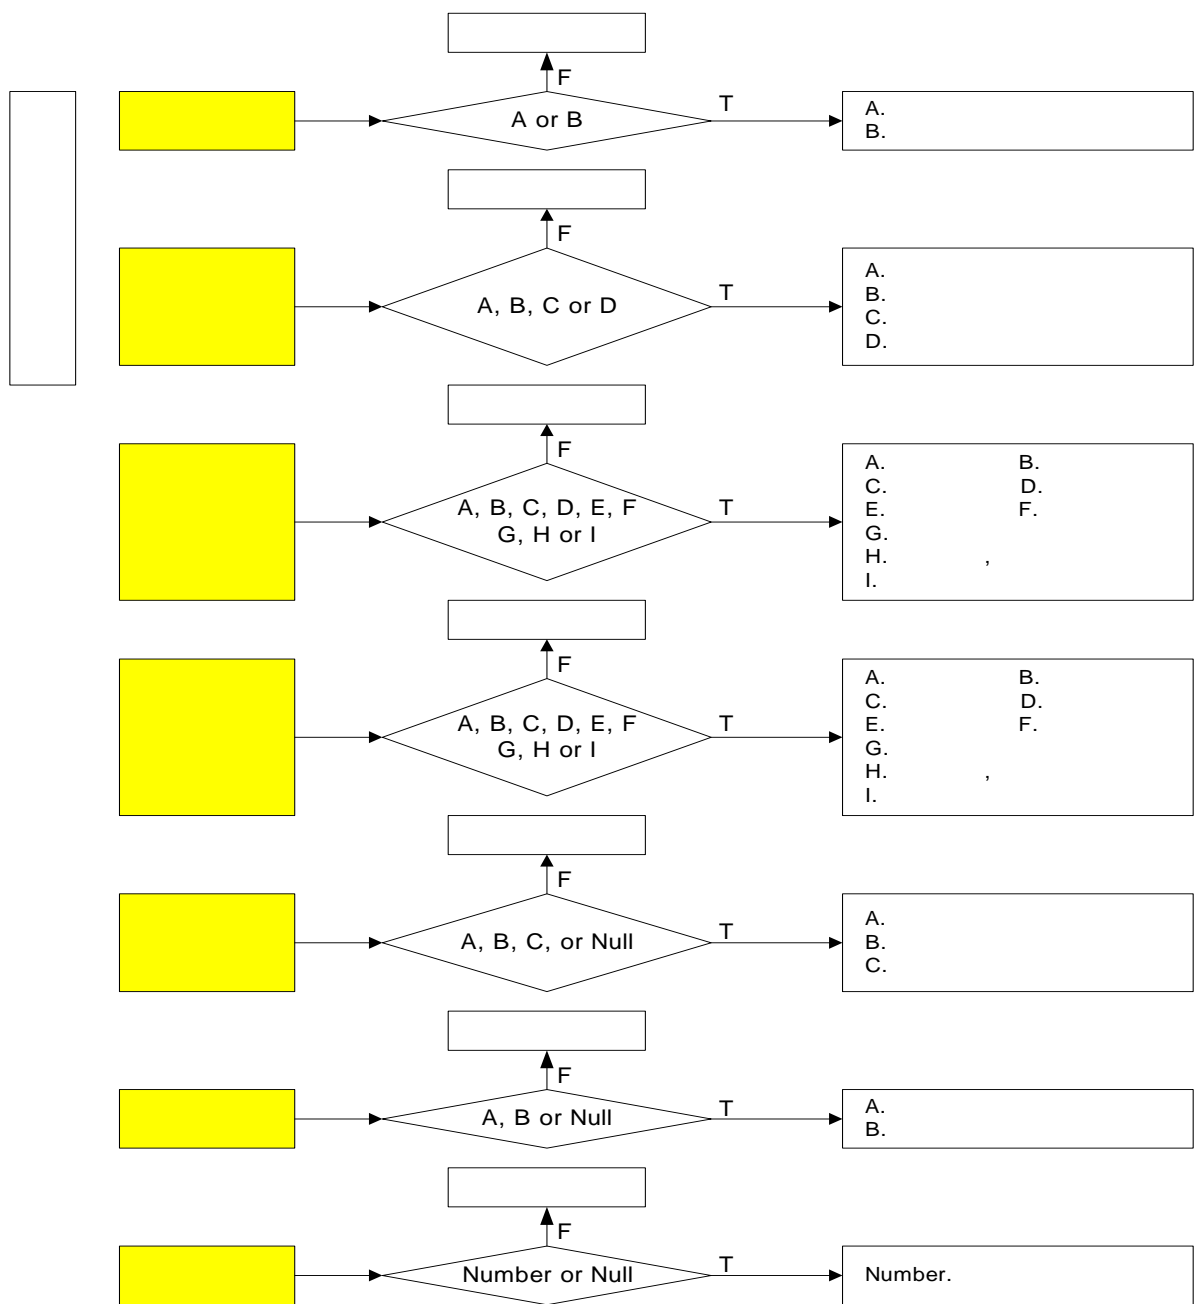 F
A or B
T
A.
B.
F
A, B, C or D
T
A.
B.
C.
D.
F
A, B, C, D, E, F
G, H or I
T
A. B.
C. D.
E. F.
G.
H. ,
I.
F
A, B, C, D, E, F
G, H or I
T
A. B.
C. D.
E. F.
G.
H. ,
I.
F
A, B, C, or Null
T
A.
B.
C.
F
A, B or Null
T
A.
B.
F
Number or Null
T
Number.